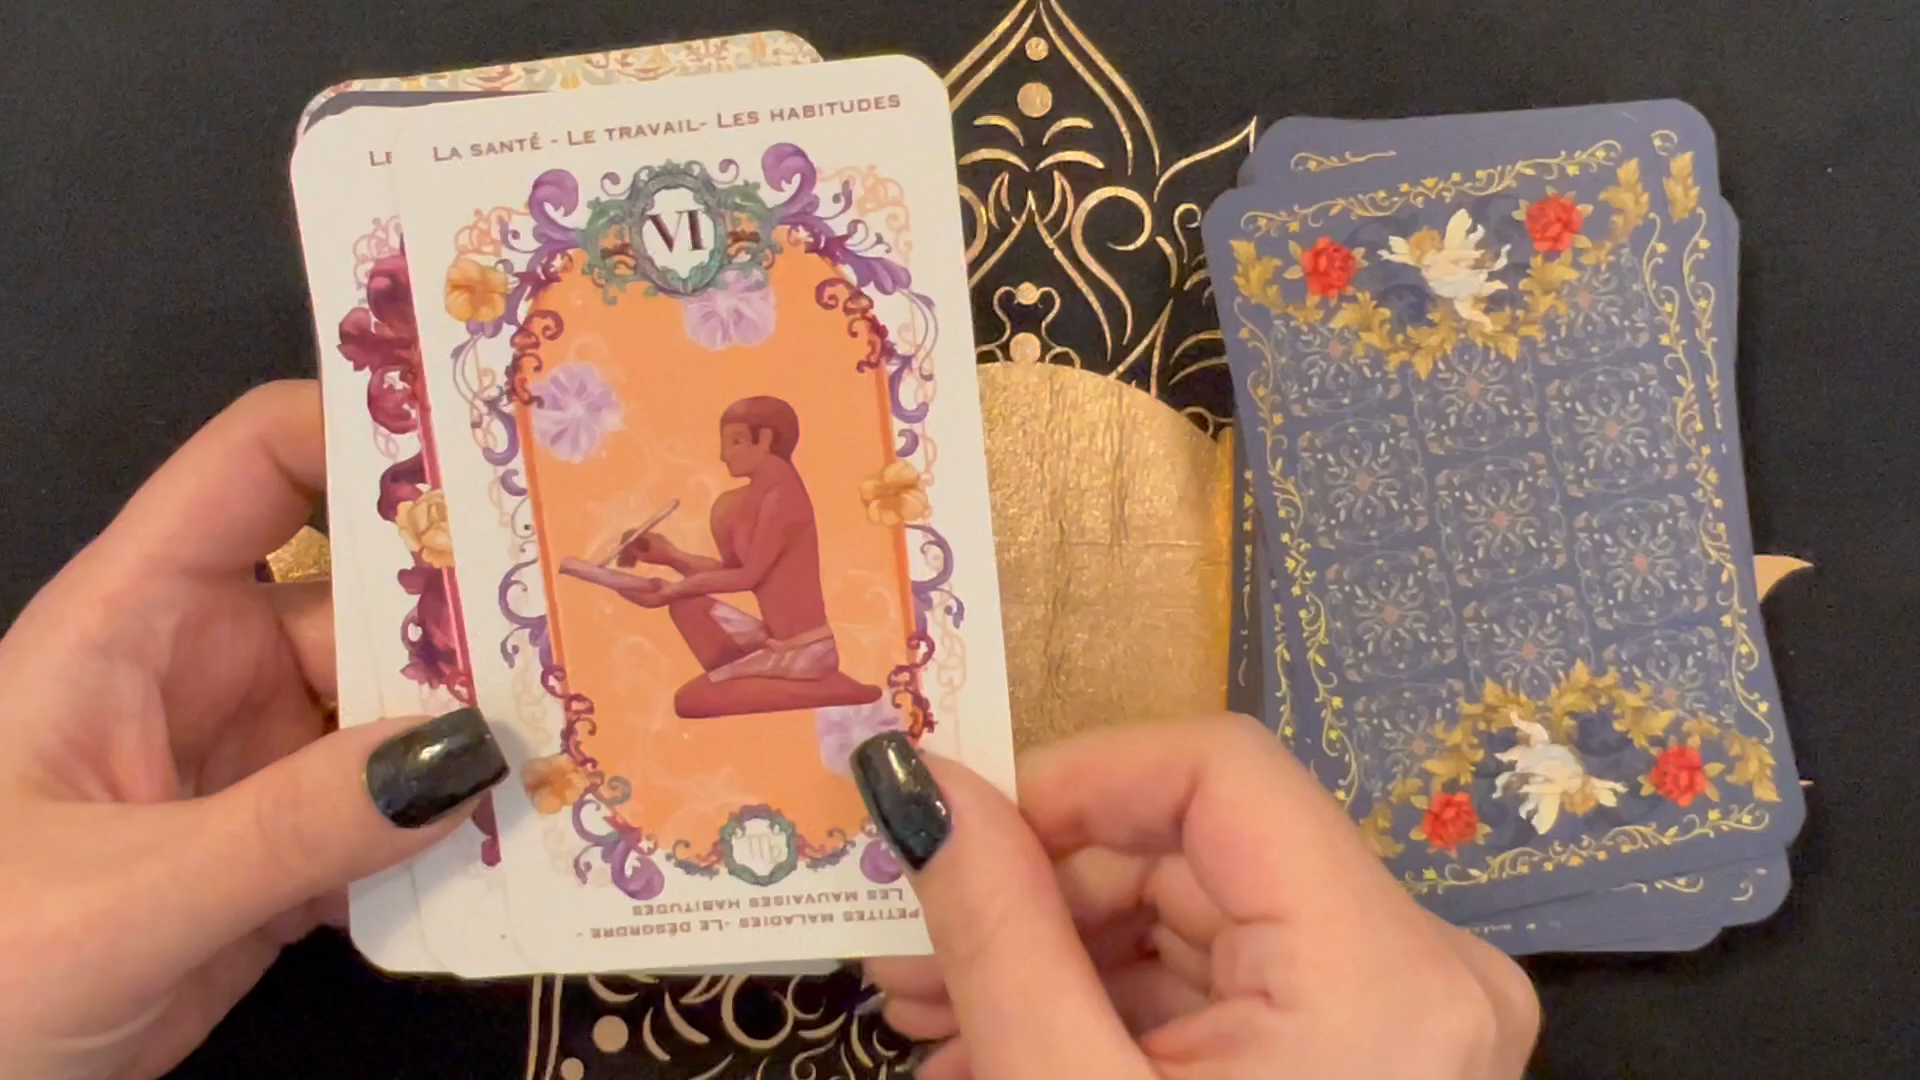 LA SANTÉ - LE TRAVAIL- LES HABITUDES
VI
PETITES MALADIES -LE DÉSORDRE -
LES MAUVAISES HABITUDES